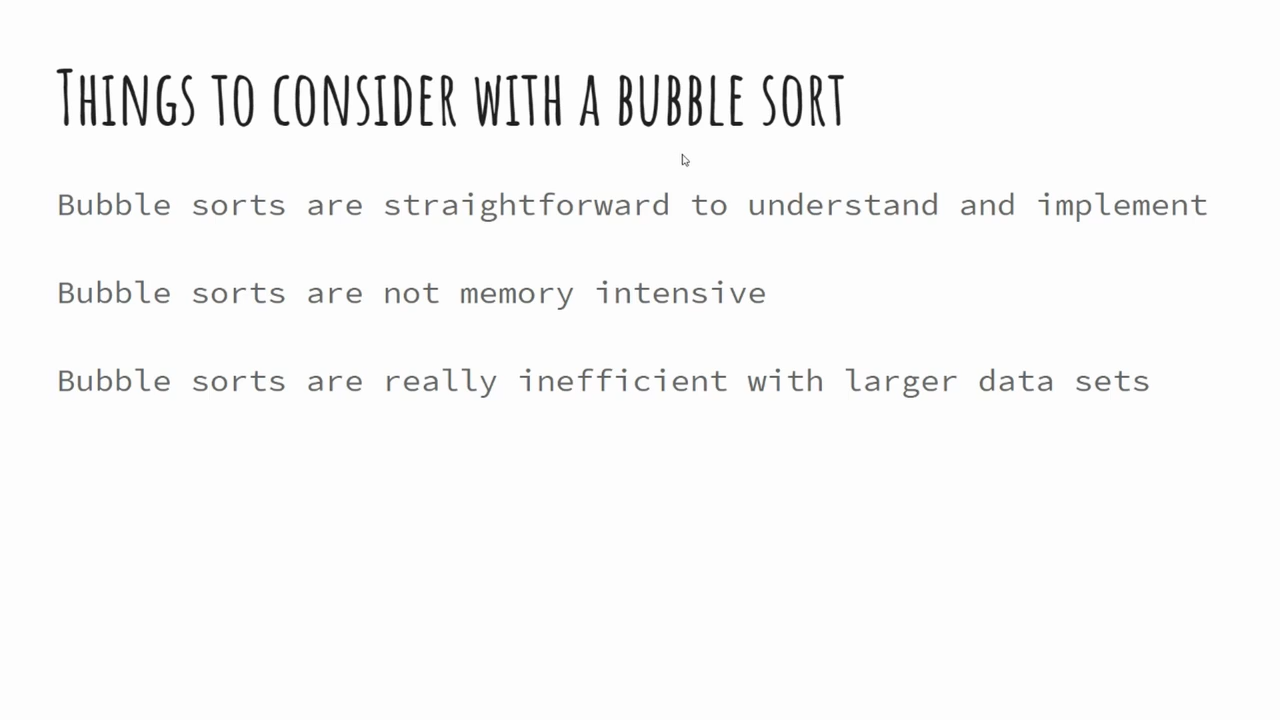 Things to consider with a bubble sort
Bubble sorts are straightforward to understand and implement
Bubble sorts are not memory intensive
Bubble sorts are really inefficient with larger data sets